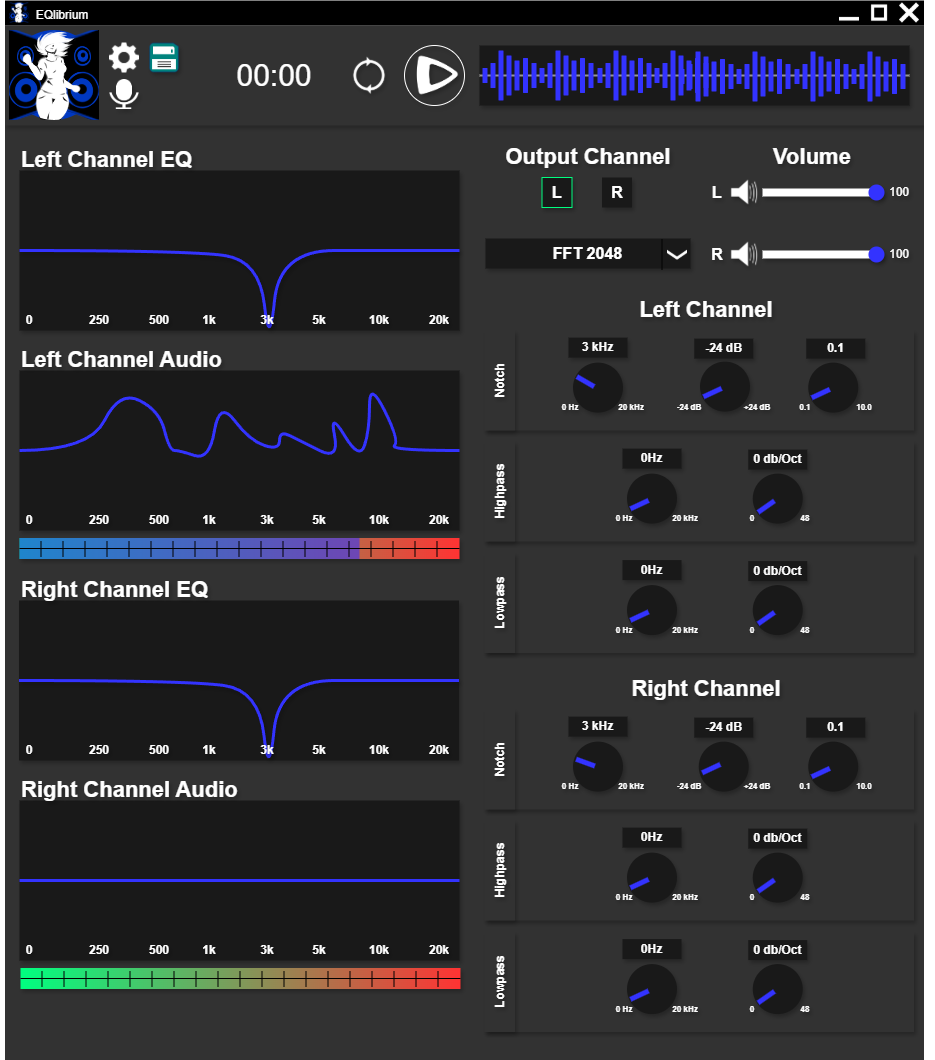 EQlibrium
00:00
Left Channel EQ
0 250 500 1k 3k 5k 10k 20k
Left Channel Audio
0 250 500 1k 3k 5k 10k 20k
Right Channel EQ
0 250 500 1k 3k 5k 10k 20k
Right Channel Audio
0 250 500 1k 3k 5k 10k 20k
Output Channel
L R
FFT 2048
Volume
L 100
R 100
Left Channel
Notch
3 kHz -24 dB 0.1
0 Hz 20 kHz -24 dB +24 dB 0.1 10.0
HIghpass
0Hz 0 db/Oct
0 Hz 20 kHz 0 48
Lowpass
0Hz 0 db/Oct
0 Hz 20 kHz 0 48
Right Channel
Notch
3 kHz -24 dB 0.1
0 Hz 20 kHz -24 dB +24 dB 0.1 10.0
HIghpass
0Hz 0 db/Oct
0 Hz 20 kHz 0 48
Lowpass
0Hz 0 db/Oct
0 Hz 20 kHz 0 48